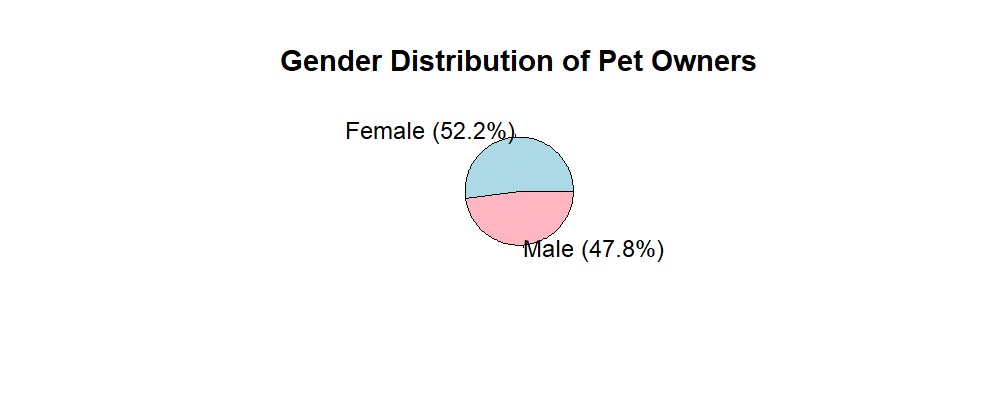 Gender Distribution of Pet Owners
Female (52.2%)
Male (47.8%)